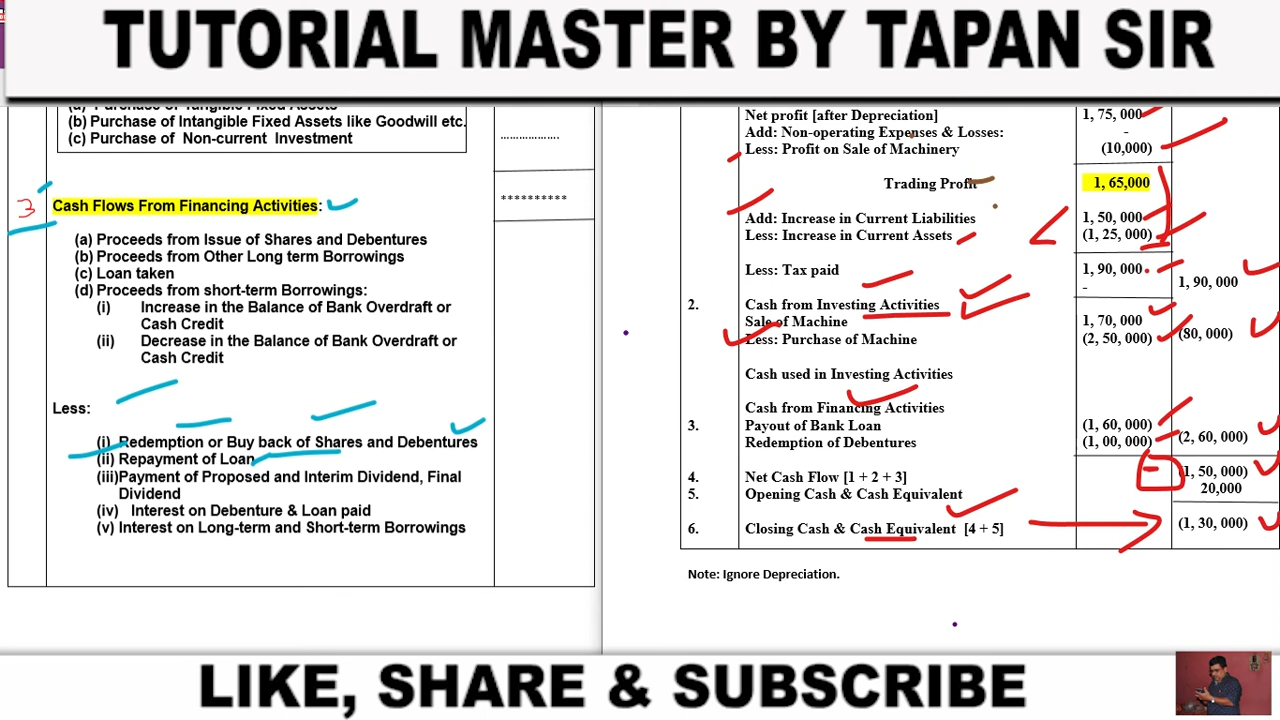 TUTORIAL MASTER BY TAPAN SIR
(a) Purchase of Tangible Fixed Assets
(b) Purchase of Intangible Fixed Assets like Goodwill etc.
(c) Purchase of Non-current Investment
……………….
3
Cash Flows From Financing Activities:
**********
(a) Proceeds from Issue of Shares and Debentures
(b) Proceeds from Other Long term Borrowings
(c) Loan taken
(d) Proceeds from short-term Borrowings:
(i) Increase in the Balance of Bank Overdraft or
Cash Credit
(ii) Decrease in the Balance of Bank Overdraft or
Cash Credit
Less:
(i) Redemption or Buy back of Shares and Debentures
(ii) Repayment of Loan
(iii)Payment of Proposed and Interim Dividend, Final
Dividend
(iv) Interest on Debenture & Loan paid
(v) Interest on Long-term and Short-term Borrowings
Net profit [after Depreciation] 1, 75, 000
Add: Non-operating Expenses & Losses: -
Less: Profit on Sale of Machinery (10,000)
Trading Profit 1, 65,000
Add: Increase in Current Liabilities 1, 50, 000
Less: Increase in Current Assets (1, 25, 000)
1, 90, 000
Less: Tax paid - 1, 90, 000
2. Cash from Investing Activities
Sale of Machine 1, 70, 000
Less: Purchase of Machine (2, 50, 000) (80, 000)
Cash used in Investing Activities
Cash from Financing Activities
3. Payout of Bank Loan (1, 60, 000)
Redemption of Debentures (1, 00, 000) (2, 60, 000)
4. Net Cash Flow [1 + 2 + 3] (1, 50, 000)
5. Opening Cash & Cash Equivalent 20,000
6. Closing Cash & Cash Equivalent [4 + 5] (1, 30, 000)
Note: Ignore Depreciation.
LIKE, SHARE & SUBSCRIBE